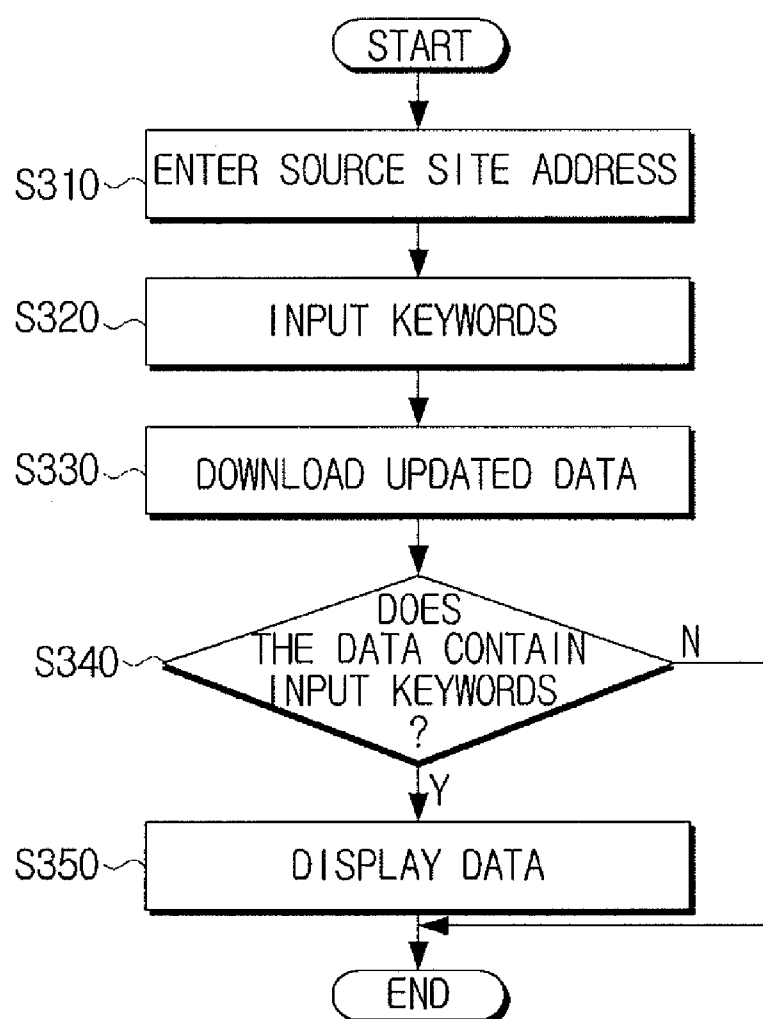 START
S310
ENTER SOURCE SITE ADDRESS
S320
INPUT KEYWORDS
S330
DOWNLOAD UPDATED DATA
S340
DOES
THE DATA CONTAIN
INPUT KEYWORDS
?
N
Y
S350
DISPLAY DATA
END